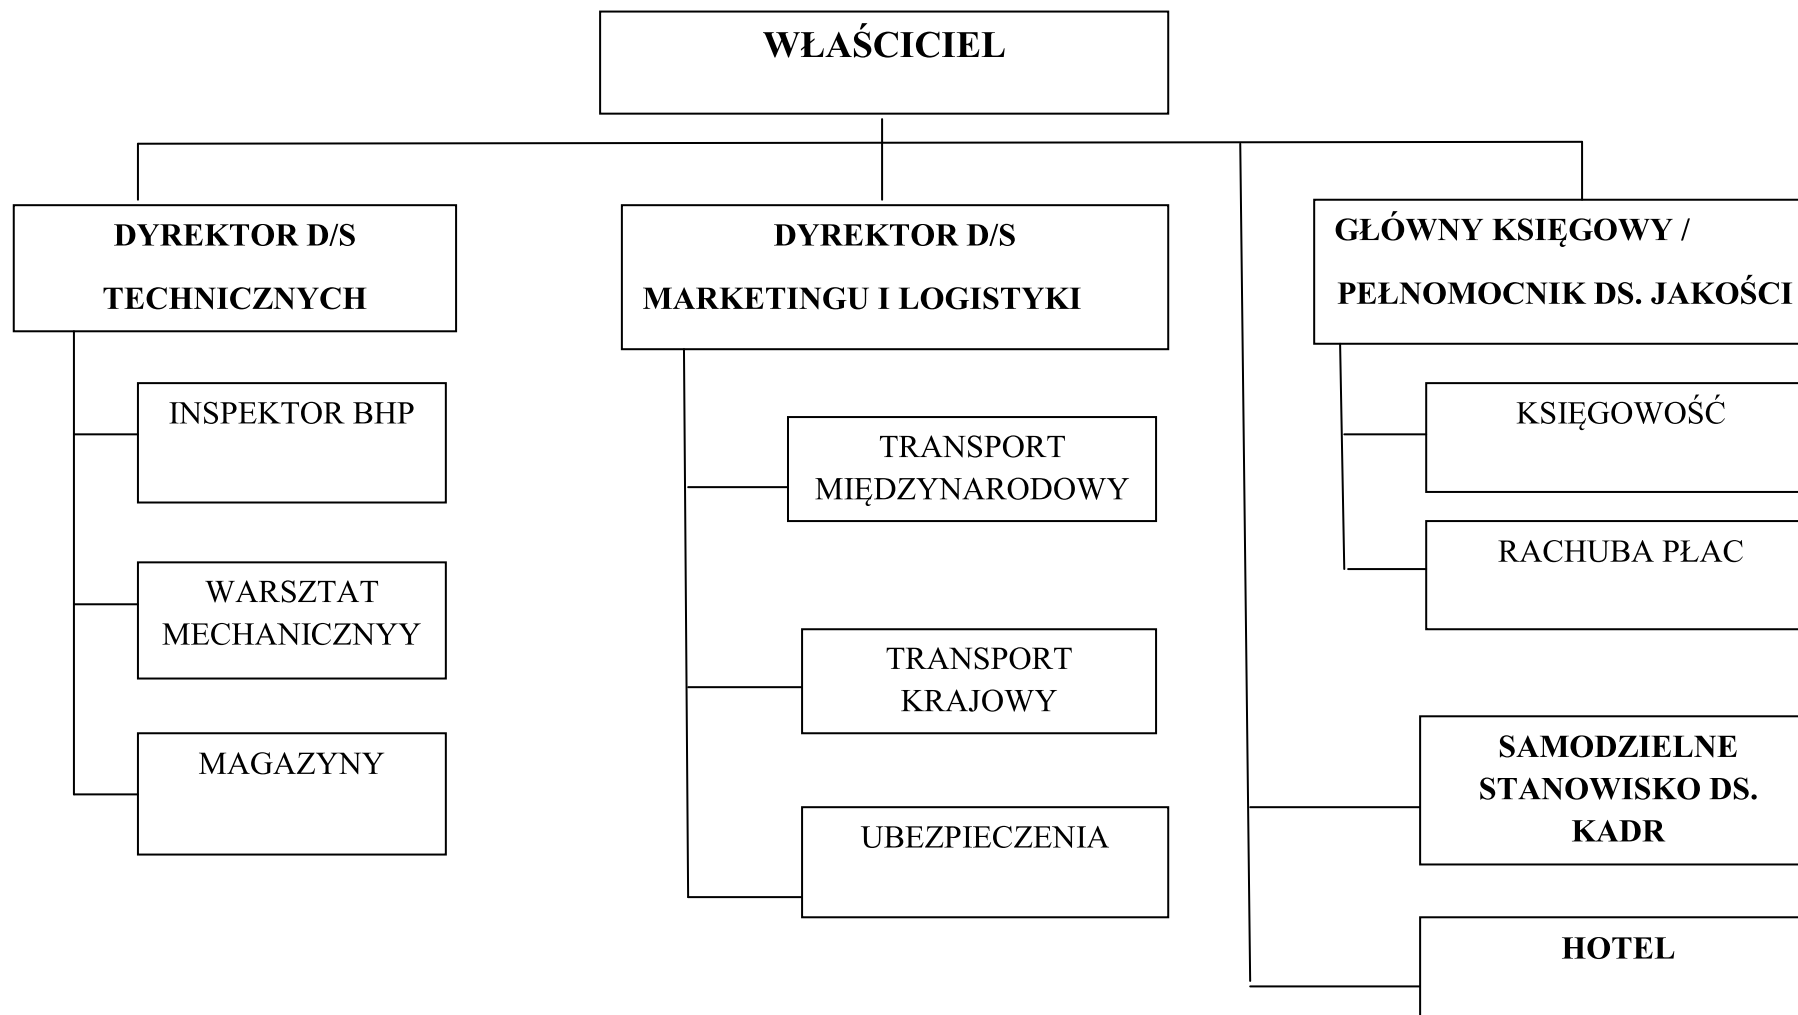 WŁAŚCICIEL
DYREKTOR D/S
TECHNICZNYCH
INSPEKTOR BHP
WARSZTAT
MECHANICZNYY
MAGAZYNY
DYREKTOR D/S
MARKETINGU I LOGISTYKI
TRANSPORT
MIĘDZYNARODOWY
TRANSPORT
KRAJOWY
UBEZPIECZENIA
GŁÓWNY KSIĘGOWY /
PEŁNOMOCNIK DS. JAKOŚCI
KSIĘGOWOŚĆ
RACHUBA PŁAC
SAMODZIELNE
STANOWISKO DS.
KADR
HOTEL